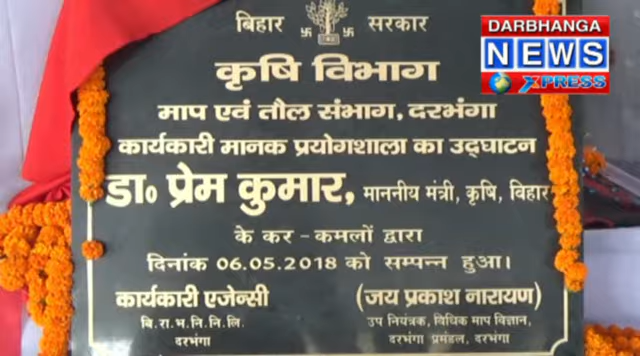 बिहार सरकार
कृषि विभाग
माप एवं तौल संभाग, दरभंगा
कार्यकारी मानक प्रयोगशाला का उद्घाटन
डा० प्रेम कुमार, माननीय मंत्री, कृषि, बिहार
के कर - कमलों द्वारा
दिनांक 06.05.2018 को सम्पन्न हुआ।
कार्यकारी एजेन्सी
बि.रा.भ.नि.नि.लि.
दरभंगा
(जय प्रकाश नारायण)
उप नियंत्रक, विधिक माप विज्ञान,
दरभंगा प्रमंडल, दरभंगा
DARBHANGA
NEWS
XPRESS